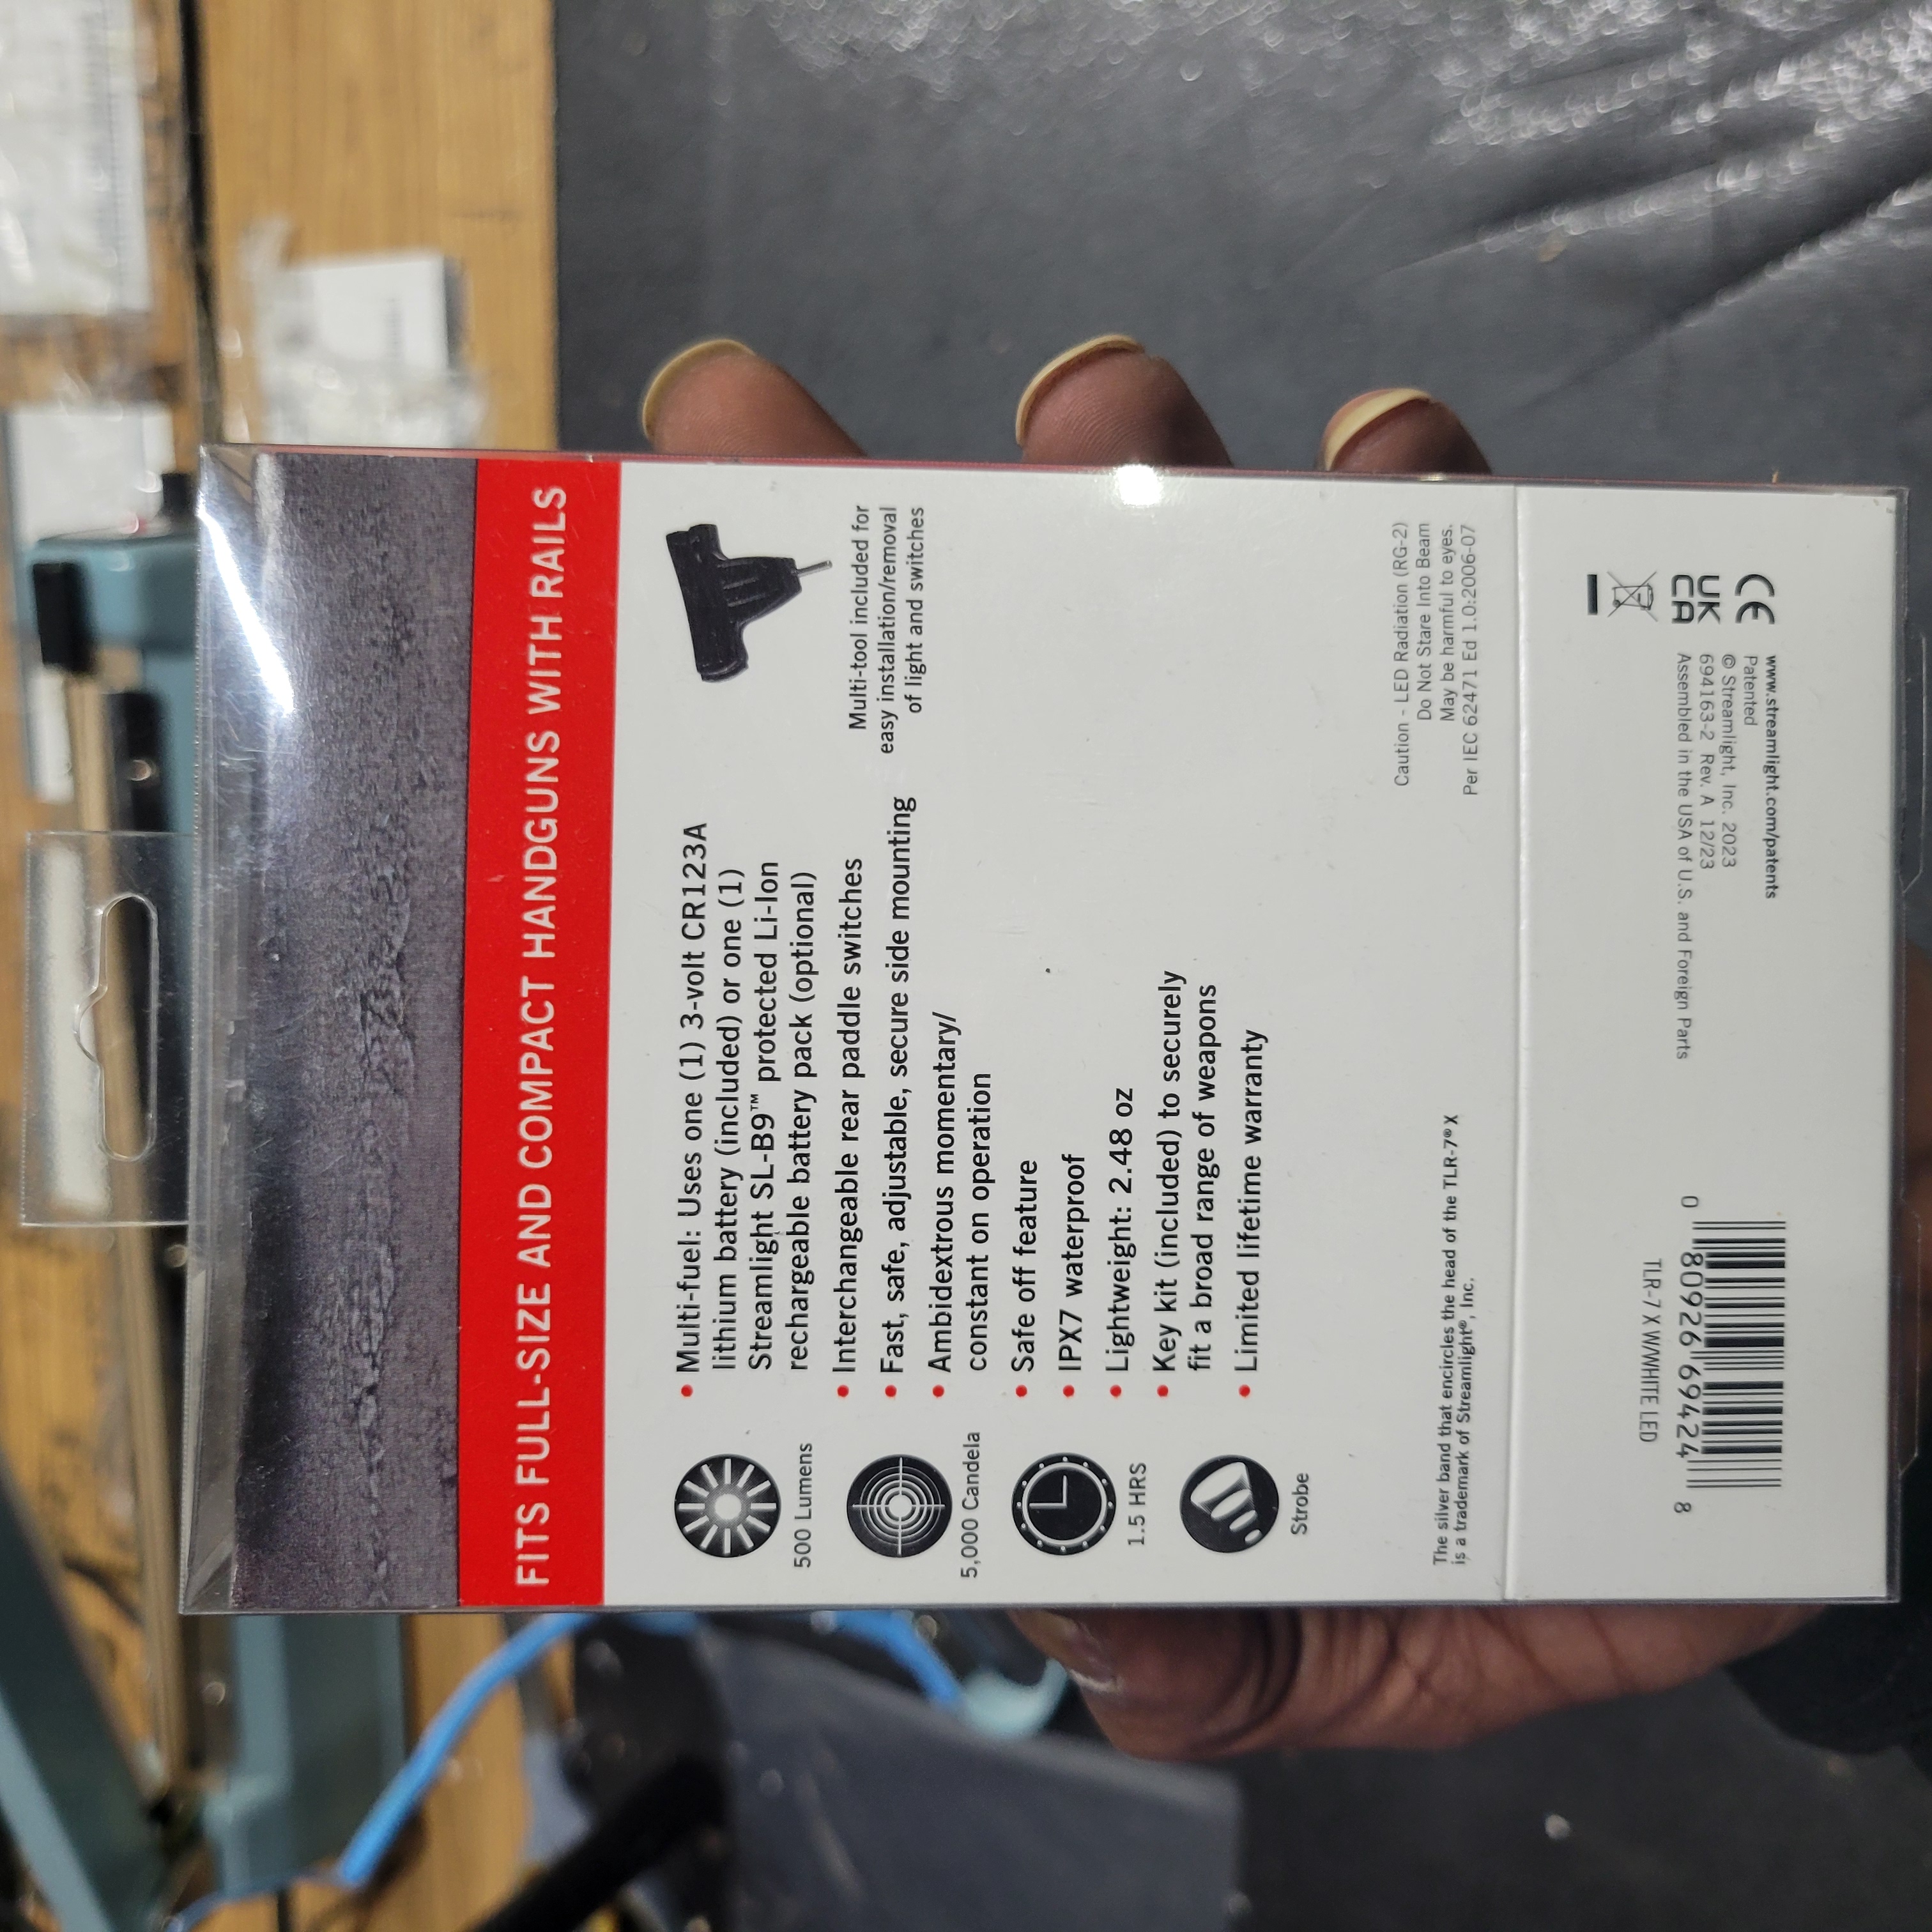 FITS FULL-SIZE AND COMPACT HANDGUNS WITH RAILS
500 Lumens
5,000 Candela
1.5 HRS
Strobe
• Multi-fuel: Uses one (1) 3-volt CR123A
lithium battery (included) or one (1)
Streamlight SL-B9™ protected Li-Ion
rechargeable battery pack (optional)
• Interchangeable rear paddle switches
• Fast, safe, adjustable, secure side mounting
• Ambidextrous momentary/
constant on operation
• Safe off feature
• IPX7 waterproof
• Lightweight: 2.48 oz
• Key kit (included) to securely
fit a broad range of weapons
• Limited lifetime warranty
Multi-tool included for
easy installation/removal
of light and switches
Caution - LED Radiation (RG-2)
Do Not Stare Into Beam
May be harmful to eyes.
Per IEC 62471 Ed 1.0:2006-07
The silver band that encircles the head of the TLR-7® X
is a trademark of Streamlight®, Inc.
CE
UK
CA
www.streamlight.com/patents
Patented
© Streamlight, Inc. 2023
694163-2 Rev. A 12/23
Assembled in the USA of U.S. and Foreign Parts
0 80926 69424 8
TLR-7 X W/WHITE LED